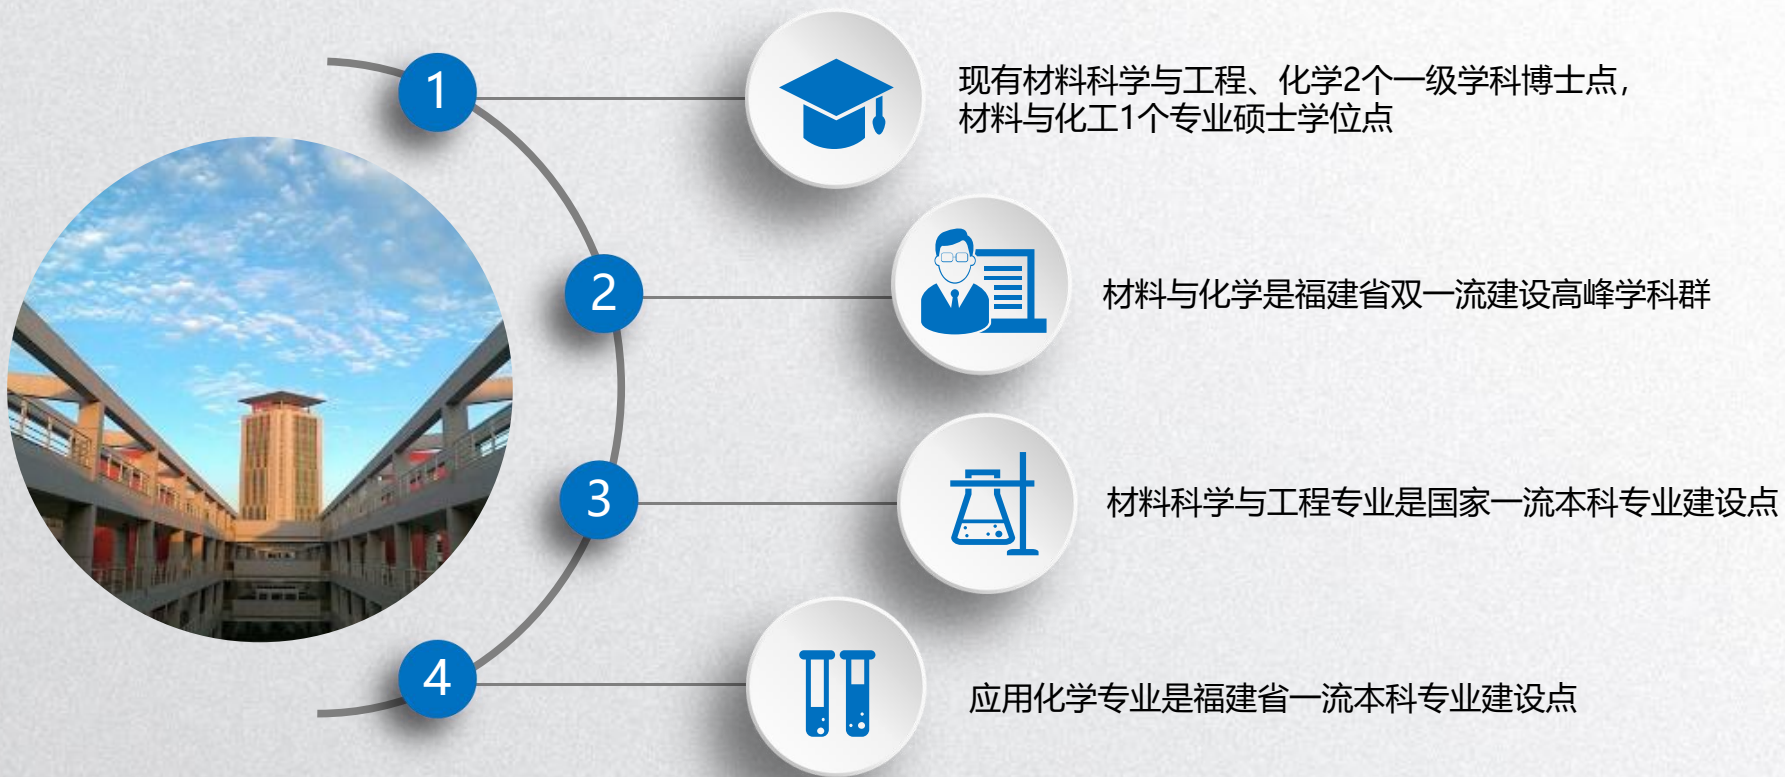 1
现有材料科学与工程、化学2个一级学科博士点，
材料与化工1个专业硕士学位点
2
材料与化学是福建省双一流建设高峰学科群
3
材料科学与工程专业是国家一流本科专业建设点
4
应用化学专业是福建省一流本科专业建设点